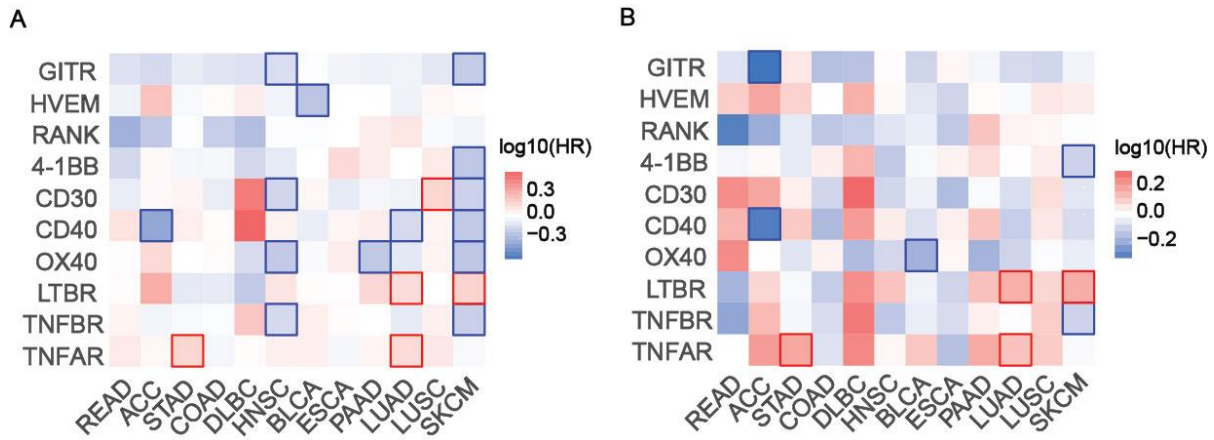 A
GITR
HVEM
RANK
4-1BB
CD30
CD40
OX40
LTBR
TNFBR
TNFAR
READ
ACC
STAD
COAD
DLBC
HNSC
BLCA
ESCA
PAAD
LUAD
LUSC
SKCM
log10(HR)
0.3
0.0
−0.3
B
GITR
HVEM
RANK
4-1BB
CD30
CD40
OX40
LTBR
TNFBR
TNFAR
READ
ACC
STAD
COAD
DLBC
HNSC
BLCA
ESCA
PAAD
LUAD
LUSC
SKCM
log10(HR)
0.2
0.0
−0.2